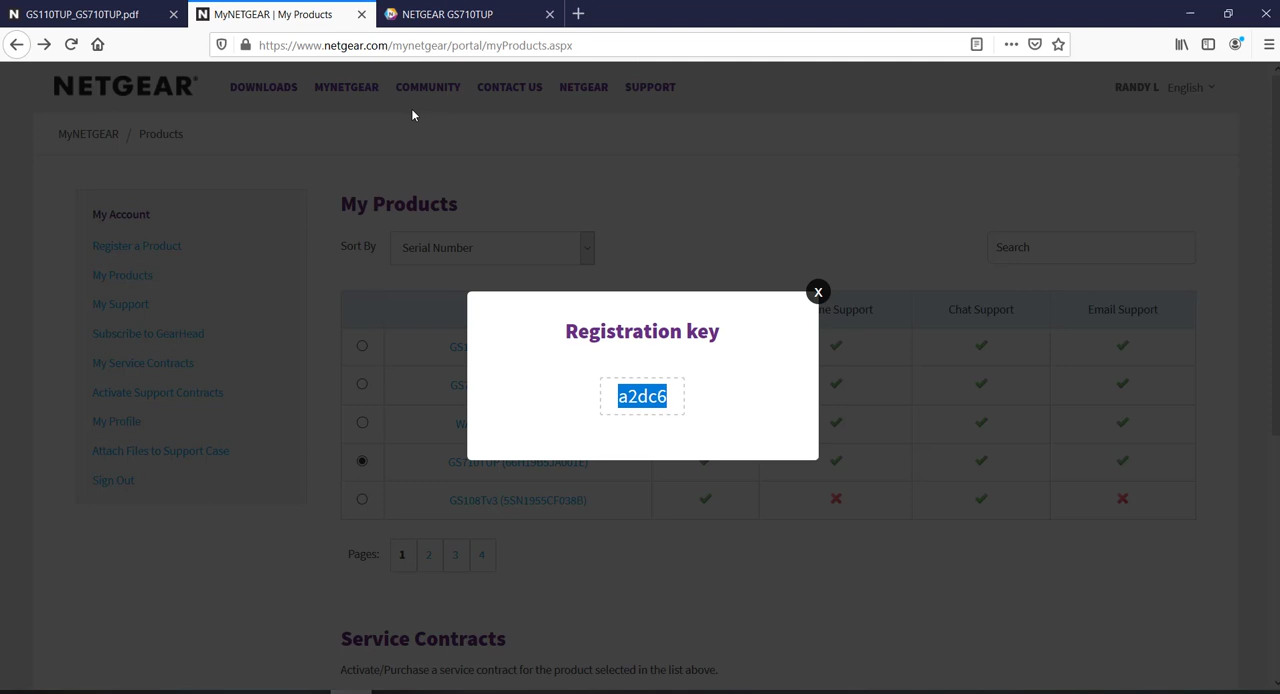 GS110TUP_GS710TUP.pdf
MyNETGEAR | My Products
NETGEAR GS710TUP
https://www.netgear.com/mynetgear/portal/myProducts.aspx
NETGEAR
DOWNLOADS MYNETGEAR COMMUNITY CONTACT US NETGEAR SUPPORT
RANDY L English
MyNETGEAR / Products
My Account
Register a Product
My Products
My Support
Subscribe to GearHead
My Service Contracts
Activate Support Contracts
My Profile
Attach Files to Support Case
Sign Out
My Products
Sort By Serial Number
Search
Support Chat Support Email Support
Registration key
a2dc6
X
GS108Tv3 (5SN1955CF038B)
Pages: 1 2 3 4
Service Contracts
Activate/Purchase a service contract for the product selected in the list above.